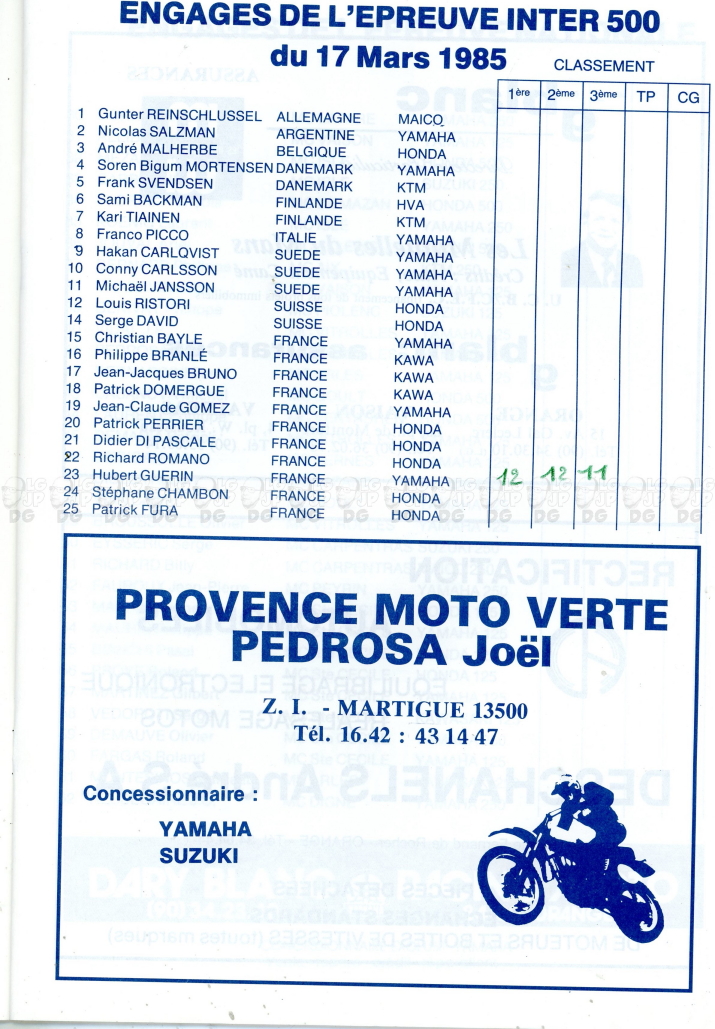 ENGAGES DE L'EPREUVE INTER 500
du 17 Mars 1985
CLASSEMENT
1ère 2ème 3ème TP CG
1 Gunter REINSCHLUSSEL ALLEMAGNE MAICO
2 Nicolas SALZMAN ARGENTINE YAMAHA
3 André MALHERBE BELGIQUE HONDA
4 Soren Bigum MORTENSEN DANEMARK YAMAHA
5 Frank SVENDSEN DANEMARK KTM
6 Sami BACKMAN FINLANDE HVA
7 Kari TIAINEN FINLANDE KTM
8 Franco PICCO ITALIE YAMAHA
9 Hakan CARLQVIST SUEDE YAMAHA
10 Conny CARLSSON SUEDE YAMAHA
11 Michaël JANSSON SUEDE YAMAHA
12 Louis RISTORI SUISSE HONDA
14 Serge DAVID SUISSE HONDA
15 Christian BAYLE FRANCE YAMAHA
16 Philippe BRANLÉ FRANCE KAWA
17 Jean-Jacques BRUNO FRANCE KAWA
18 Patrick DOMERGUE FRANCE KAWA
19 Jean-Claude GOMEZ FRANCE YAMAHA
20 Patrick PERRIER FRANCE HONDA
21 Didier DI PASCALE FRANCE HONDA
22 Richard ROMANO FRANCE HONDA
23 Hubert GUERIN FRANCE YAMAHA 12 12 11
24 Stéphane CHAMBON FRANCE HONDA
25 Patrick FURA FRANCE HONDA
PROVENCE MOTO VERTE
PEDROSA Joël
Z. I. - MARTIGUE 13500
Tél. 16.42 : 43 14 47
Concessionnaire :
YAMAHA
SUZUKI